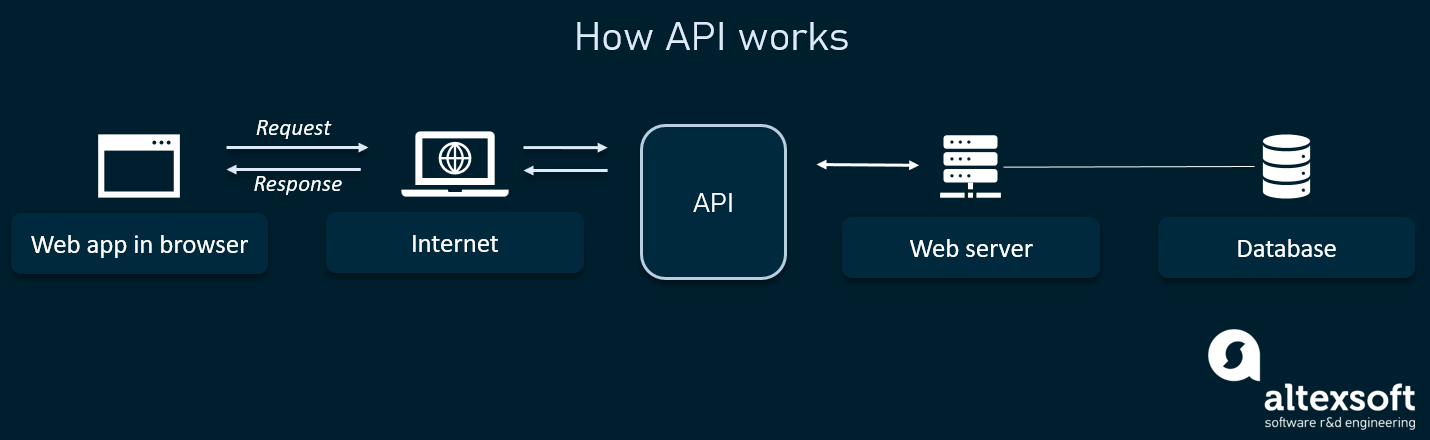 How API works
Request
Response
API
Web app in browser
Internet
Web server
Database
altexsoft
software r&d engineering